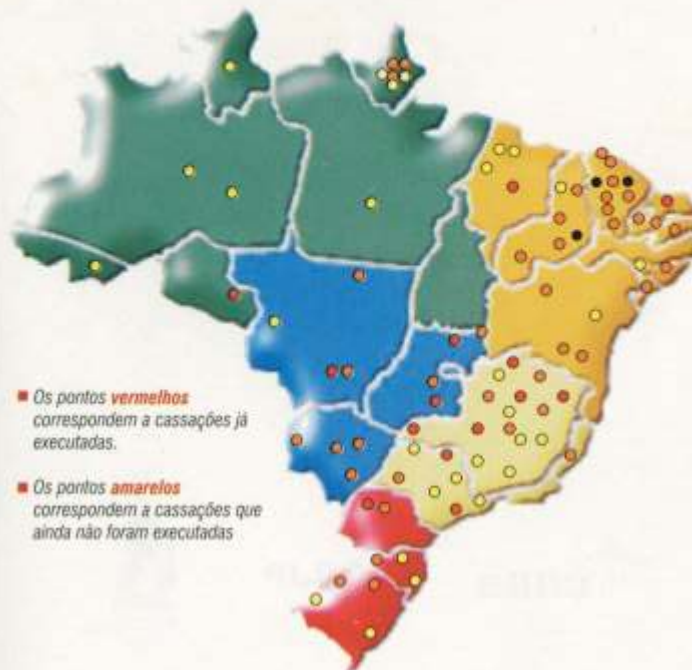 Os pontos vermelhos
correspondem a cassações já
executadas.
Os pontos amarelos
correspondem a cassações que
ainda não foram executadas